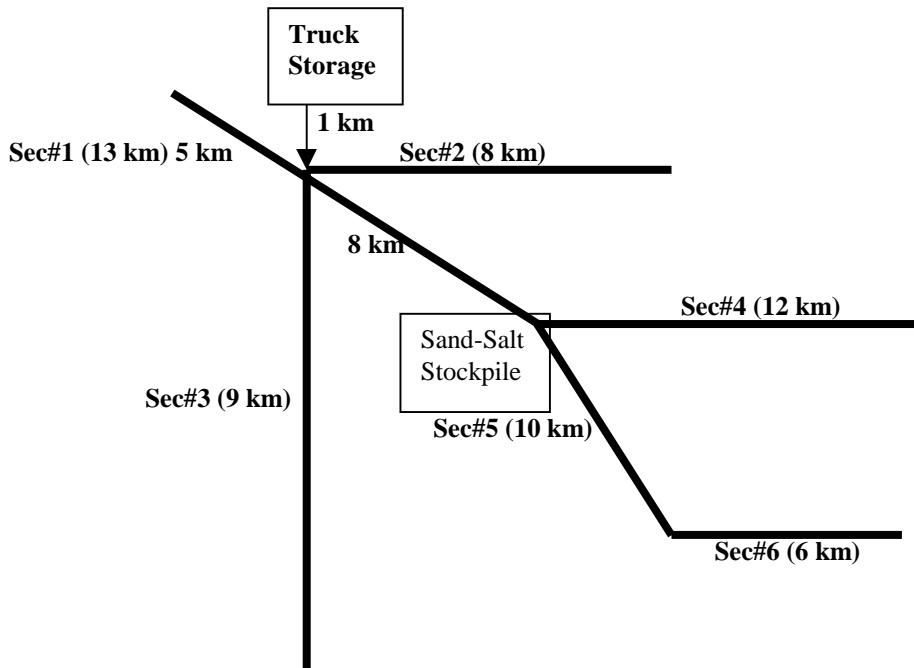 Truck
Storage
1 km
Sec#1 (13 km) 5 km
Sec#2 (8 km)
8 km
Sec#4 (12 km)
Sand-Salt
Stockpile
Sec#3 (9 km)
Sec#5 (10 km)
Sec#6 (6 km)